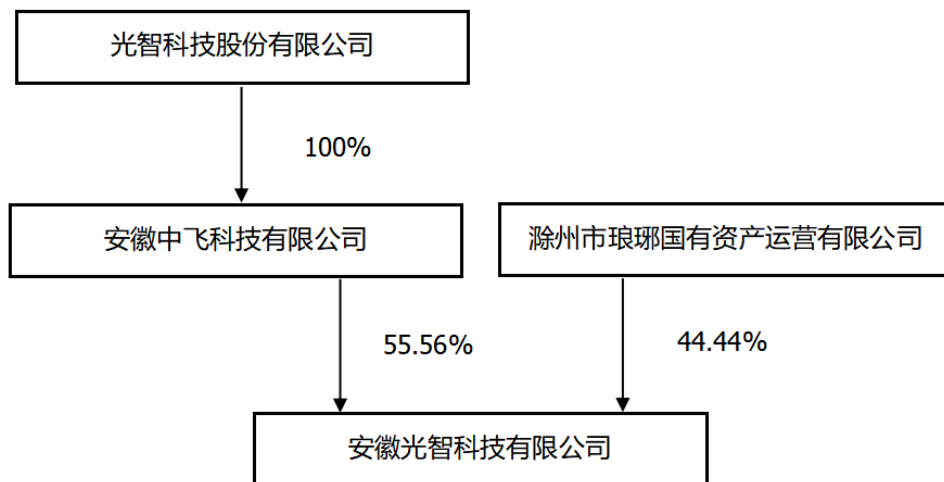 光智科技股份有限公司
100%
安徽中飞科技有限公司
滁州市琅琊国有资产运营有限公司
55.56%
44.44%
安徽光智科技有限公司